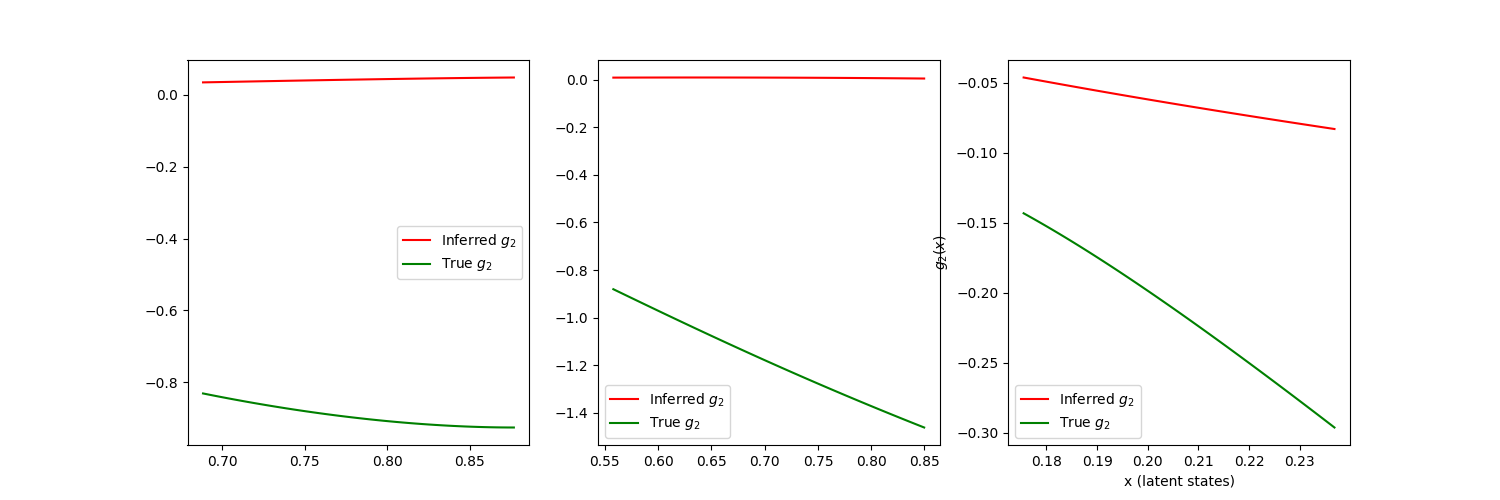 0.0
−0.2
−0.4
−0.6
−0.8
0.70 0.75 0.80 0.85
Inferred g₂
True g₂
0.0
−0.2
−0.4
−0.6
−0.8
−1.0
−1.2
−1.4
0.55 0.60 0.65 0.70 0.75 0.80 0.85
Inferred g₂
True g₂
g₂(x)
−0.05
−0.10
−0.15
−0.20
−0.25
−0.30
0.18 0.19 0.20 0.21 0.22 0.23
x (latent states)
Inferred g₂
True g₂